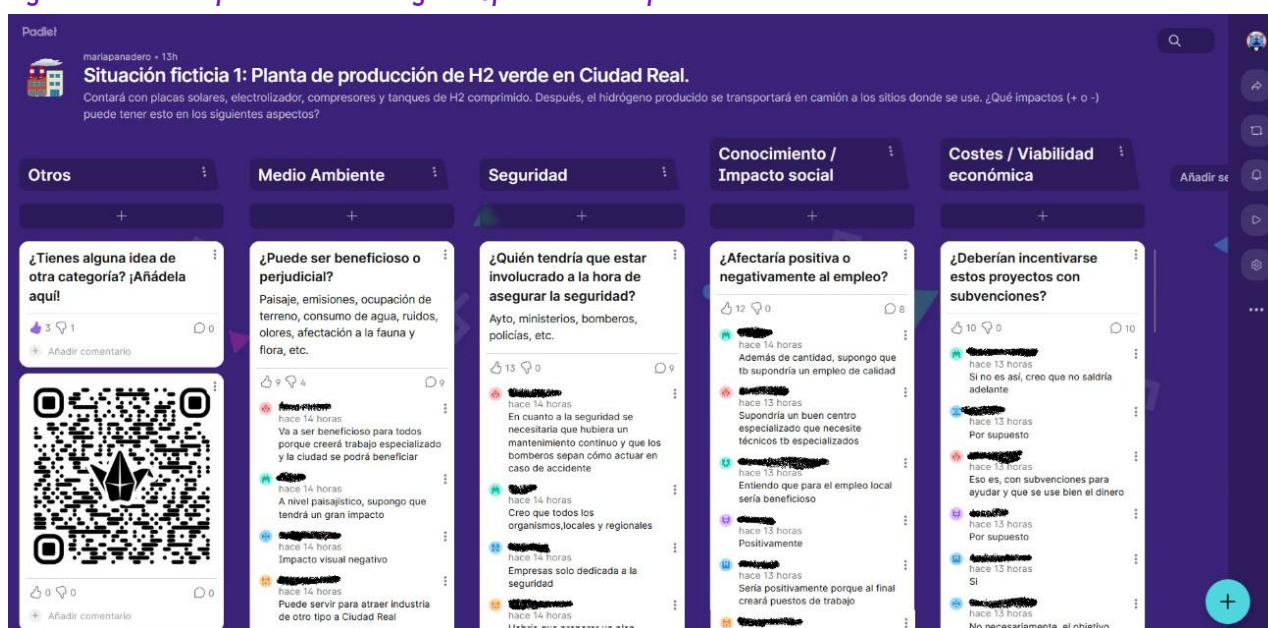 Padlet
mariapanadero • 13h
Situación ficticia 1: Planta de producción de H2 verde en Ciudad Real.
Contará con placas solares, electrolizador, compresores y tanques de H2 comprimido. Después, el hidrógeno producido se transportará en camión a los sitios donde se use. ¿Qué impactos (+ o -)
puede tener esto en los siguientes aspectos?
Otros
+
¿Tienes alguna idea de
otra categoría? ¡Añádela
aquí!
3 1 0
+ Añadir comentario
0 0 0
+ Añadir comentario
Medio Ambiente
+
¿Puede ser beneficioso o
perjudicial?
Paisaje, emisiones, ocupación de
terreno, consumo de agua, ruidos,
olores, afectación a la fauna y
flora, etc.
9 4 9
hace 14 horas
Va a ser beneficioso para todos
porque creerá trabajo especializado
y la ciudad se podrá beneficiar
hace 14 horas
A nivel paisajístico, supongo que
tendrá un gran impacto
hace 14 horas
Impacto visual negativo
hace 14 horas
Puede servir para atraer industria
de otro tipo a Ciudad Real
Seguridad
+
¿Quién tendría que estar
involucrado a la hora de
asegurar la seguridad?
Ayto, ministerios, bomberos,
policías, etc.
13 0 9
hace 14 horas
En cuanto a la seguridad se
necesitaria que hubiera un
mantenimiento continuo y que los
bomberos sepan cómo actuar en
caso de accidente
hace 14 horas
Creo que todos los
organismos,locales y regionales
hace 14 horas
Empresas solo dedicada a la
seguridad
hace 14 horas
Conocimiento /
Impacto social
+
¿Afectaría positiva o
negativamente al empleo?
12 0 8
hace 14 horas
Además de cantidad, supongo que
tb supondría un empleo de calidad
hace 13 horas
Supondría un buen centro
especializado que necesite
técnicos tb especializados
hace 13 horas
Entiendo que para el empleo local
sería beneficioso
hace 13 horas
Positivamente
hace 13 horas
Sería positivamente porque al final
creará puestos de trabajo
Costes / Viabilidad
económica
+
¿Deberían incentivarse
estos proyectos con
subvenciones?
10 0 10
hace 13 horas
Si no es así, creo que no saldría
adelante
hace 13 horas
Por supuesto
hace 13 horas
Eso es, con subvenciones para
ayudar y que se use bien el dinero
hace 13 horas
Por supuesto
hace 13 horas
Si
hace 13 horas
No necesariamente, el objetivo
Añadir se
+